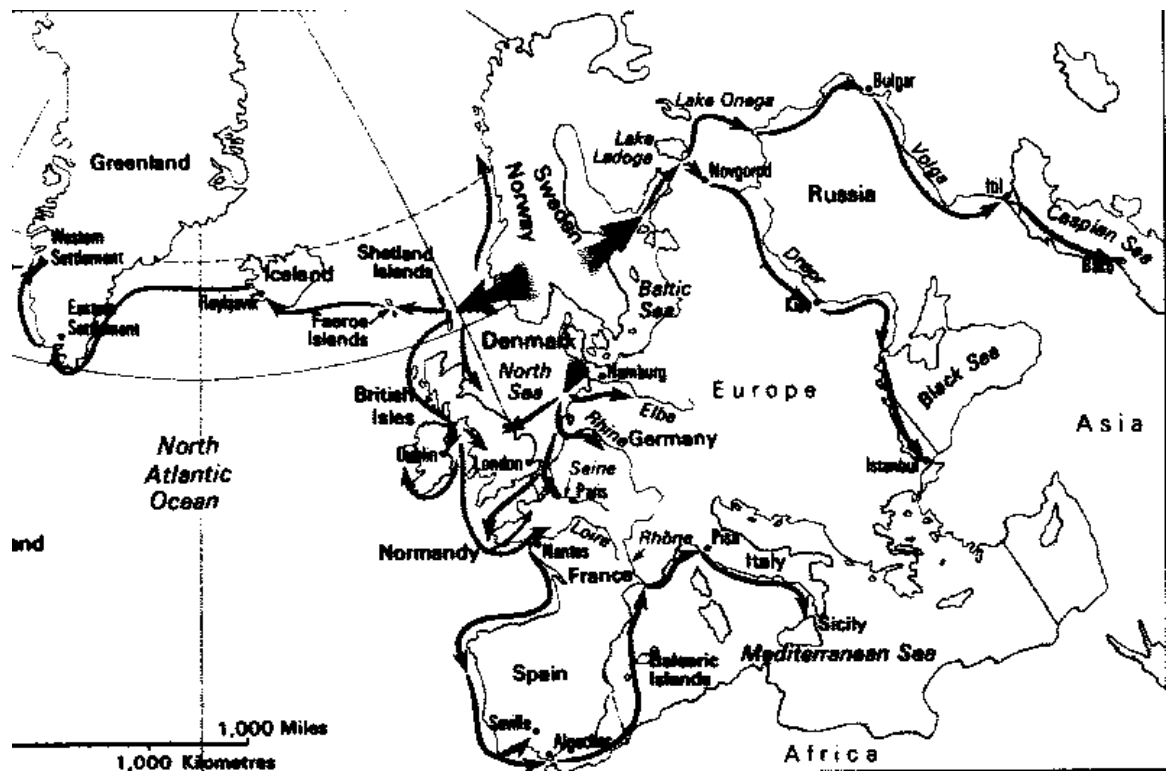 Greenland
Western
Settlement
Eastern
Settlement
Iceland
Reykjavik
Shetland
Islands
Faeroe
Islands
Norway
Sweden
Lake Onega
Lake
Ladoga
Novgorod
Bulgar
Volga
Russia
Itil
Caspian Sea
Baku
Dnepr
Kiev
Baltic
Sea
Denmark
North
Sea
Hamburg
Elbe
British
Isles
Dublin
London
Rhine
Germany
Seine
Paris
Europe
Black Sea
Asia
Istanbul
North
Atlantic
Ocean
and
Normandy
Loire
Nantes
France
Rhône
Pisa
Italy
Sicily
Mediterranean Sea
Balearic
Islands
Spain
Seville
Algeciras
Africa
1,000 Miles
1,000 Kilometres